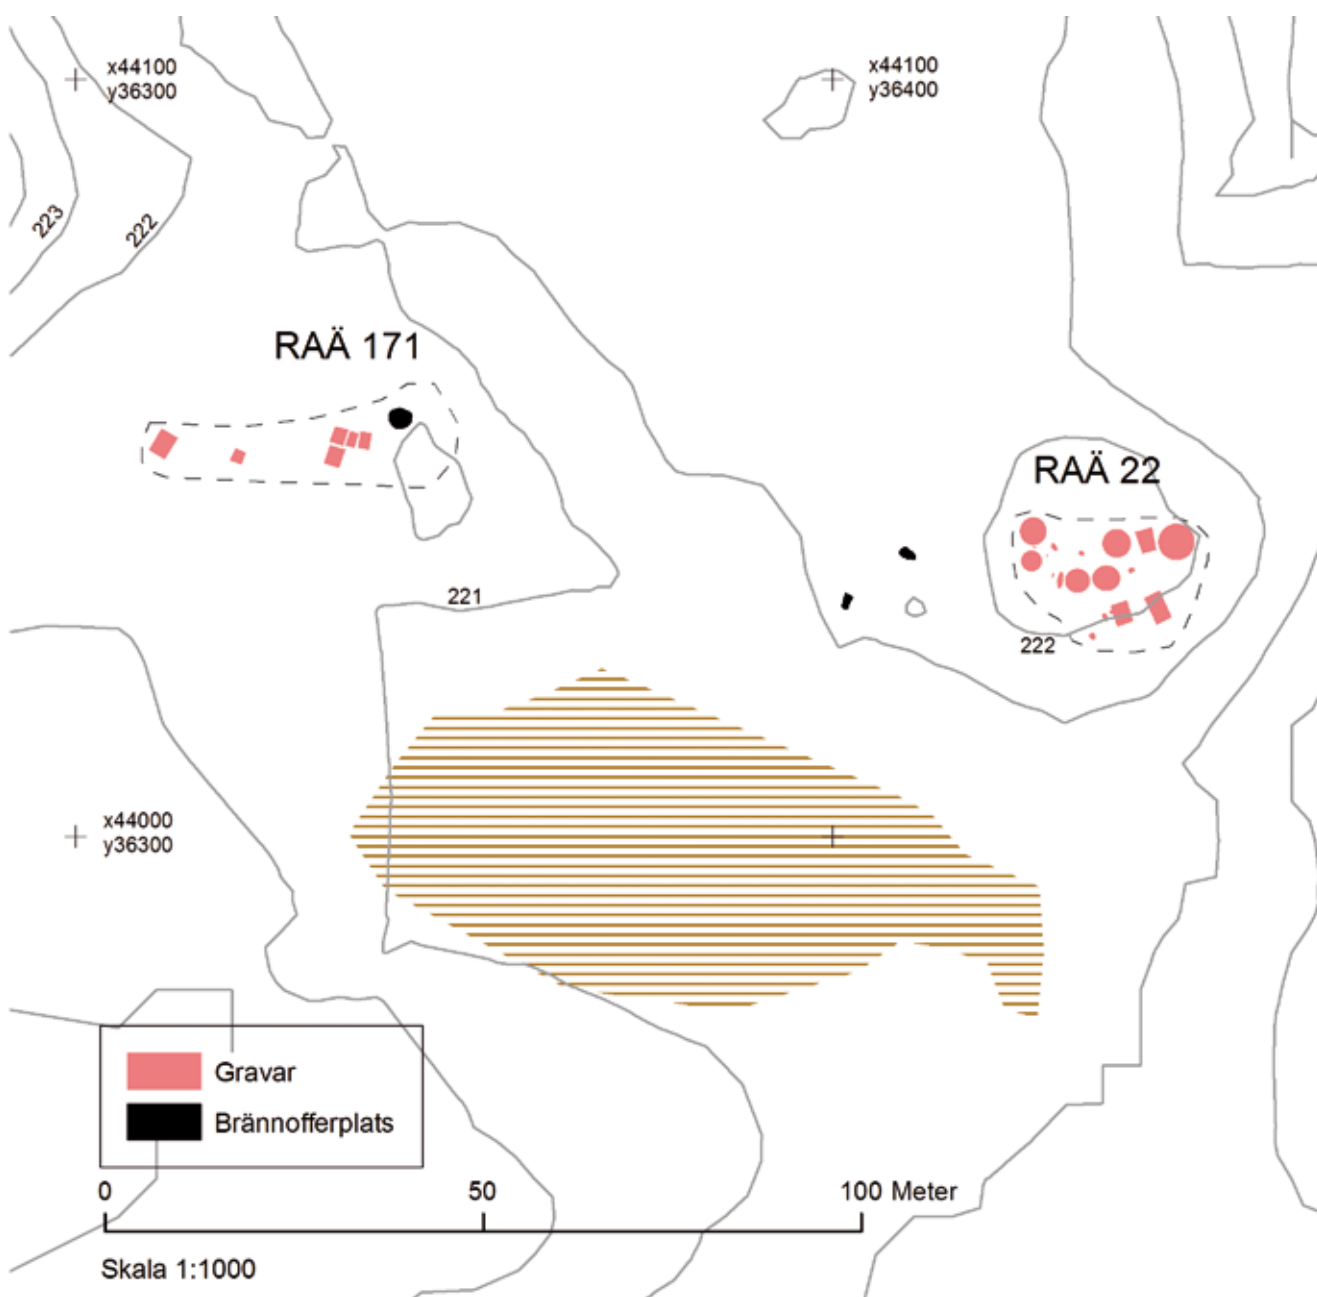 x44100
y36300
x44100
y36400
223
222
RAÄ 171
RAÄ 22
221
222
x44000
y36300
Gravar
Brännofferplats
0 50 100 Meter
Skala 1:1000